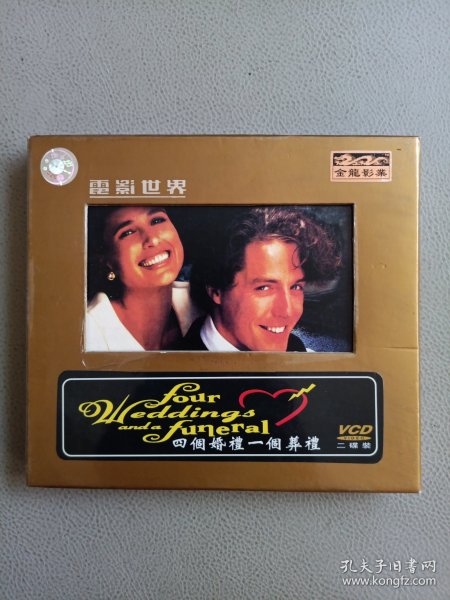 電影世界
金龍影業
four
Weddings
and a funeral
四個婚禮一個葬禮
VCD
VIDEO
二碟裝
孔夫子旧书网
www.kongfz.com